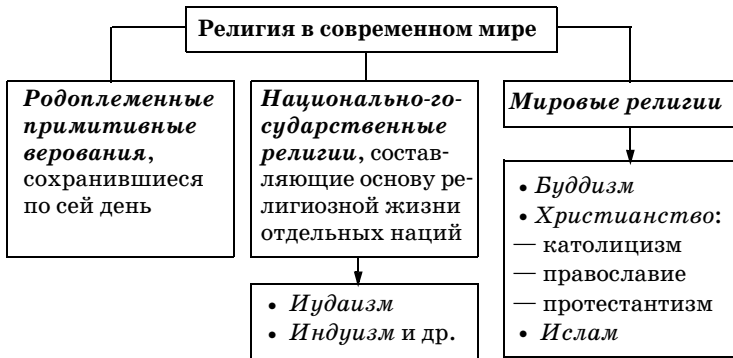 Религия в современном мире
Родоплеменные
примитивные
верования,
сохранившиеся
по сей день
Национально-го-
сударственные
религии, состав-
ляющие основу ре-
лигиозной жизни
отдельных наций
• Иудаизм
• Индуизм и др.
Мировые религии
• Буддизм
• Христианство:
— католицизм
— православие
— протестантизм
• Ислам